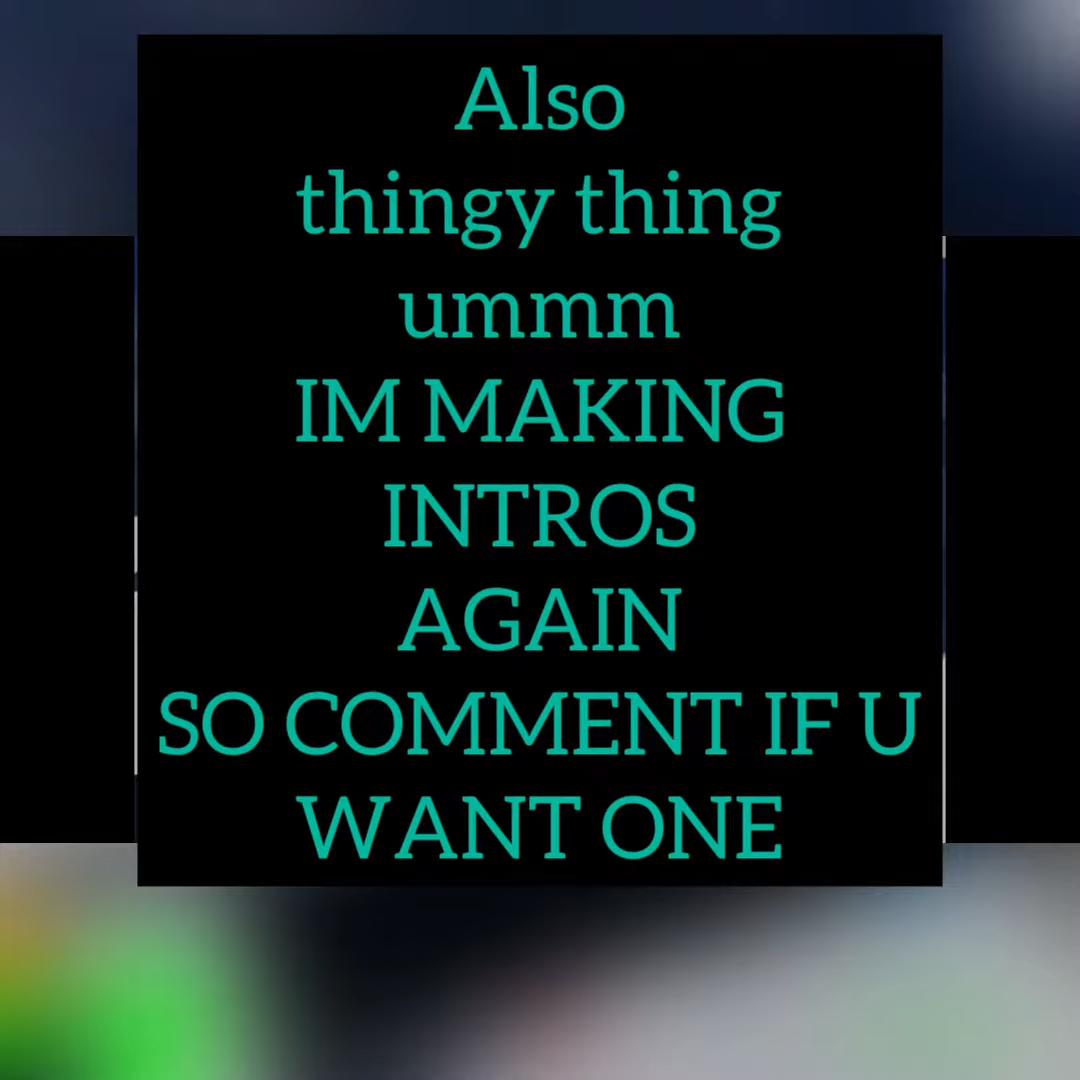 Also
thingy thing
ummm
IM MAKING
INTROS
AGAIN
SO COMMENT IF U
WANT ONE